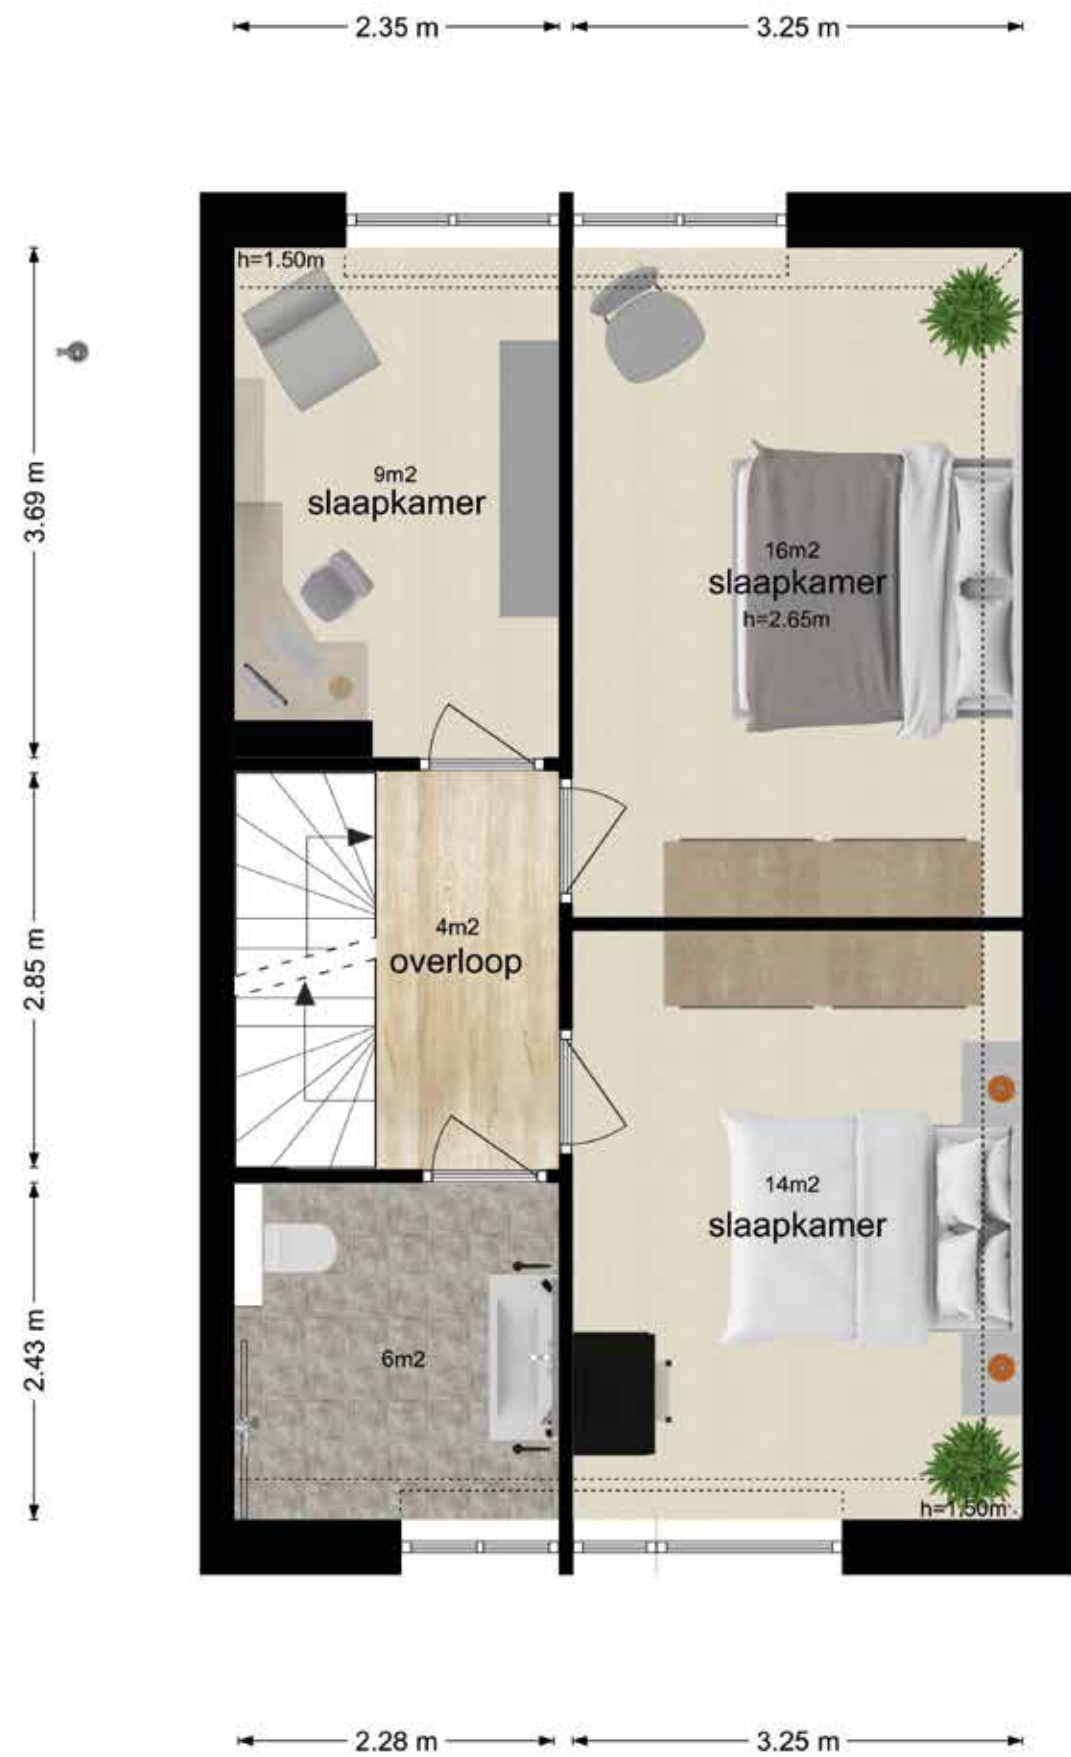 2.35 m
3.25 m
h=1.50m
3.69 m
9m2
slaapkamer
16m2
slaapkamer
h=2.65m
2.85 m
4m2
overloop
14m2
slaapkamer
2.43 m
6m2
h=1.50m
2.28 m
3.25 m